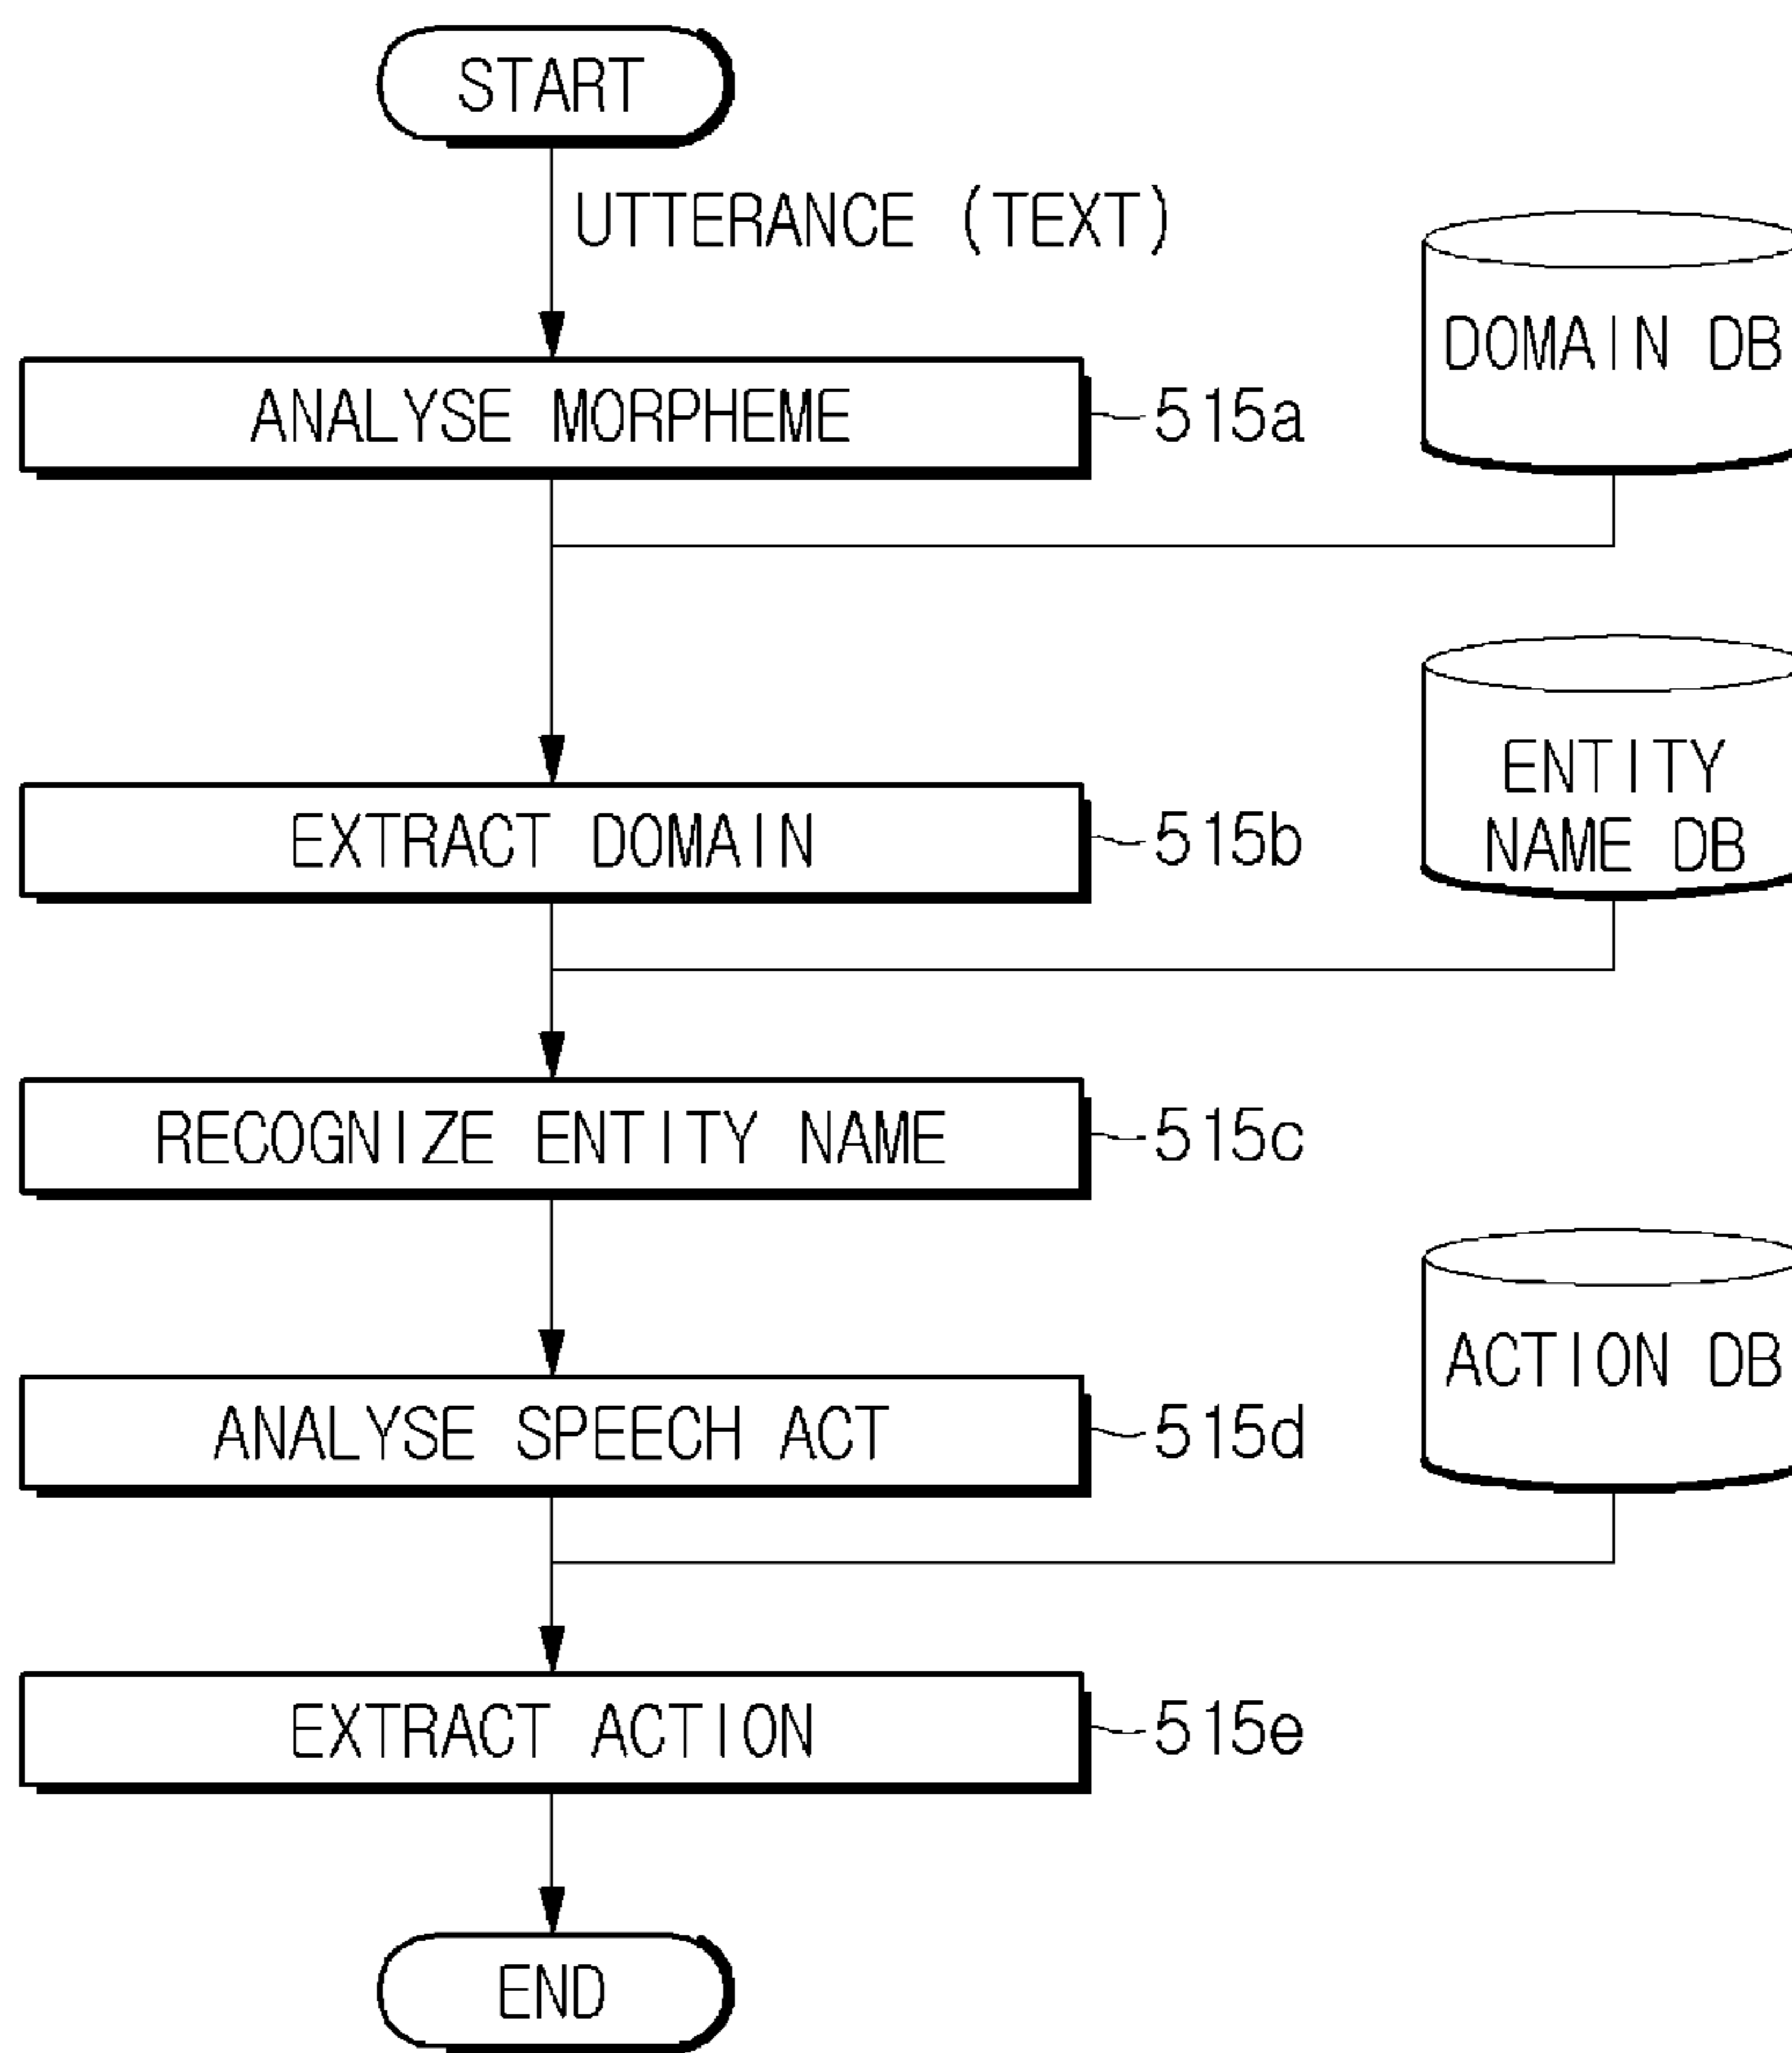 START
UTTERANCE (TEXT)
DOMAIN DB
ANALYSE MORPHEME
515a
ENTITY
NAME DB
EXTRACT DOMAIN
515b
RECOGNIZE ENTITY NAME
515c
ACTION DB
ANALYSE SPEECH ACT
515d
EXTRACT ACTION
515e
END